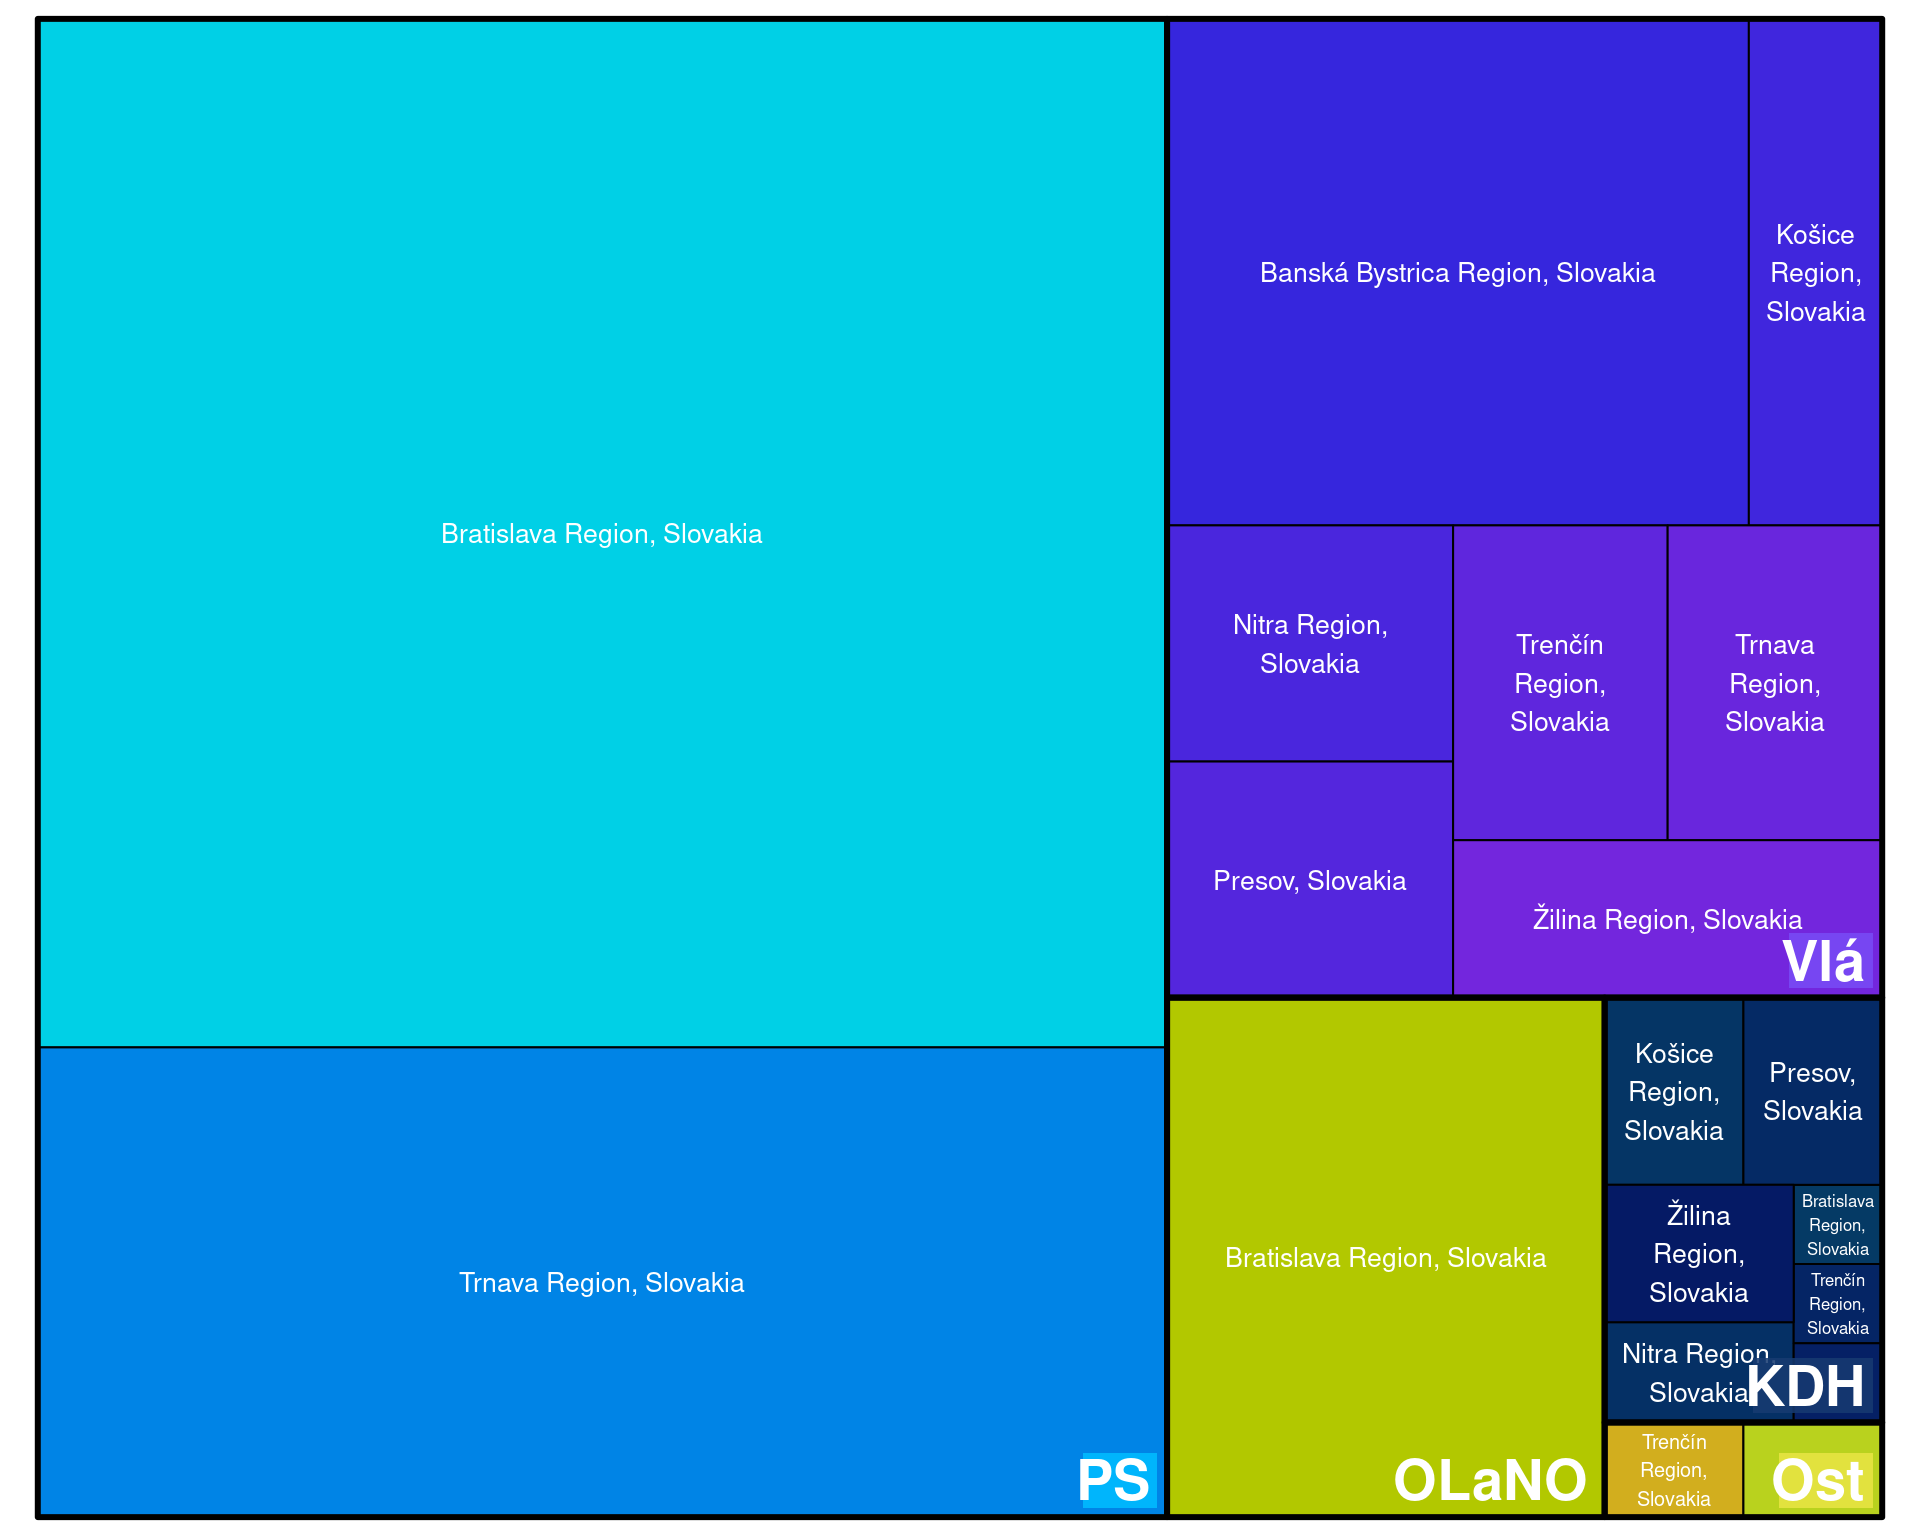 Bratislava Region, Slovakia
Trnava Region, Slovakia
PS
Banská Bystrica Region, Slovakia
Košice
Region,
Slovakia
Nitra Region,
Slovakia
Presov, Slovakia
Trenčín
Region,
Slovakia
Trnava
Region,
Slovakia
Žilina Region, Slovakia
Vlá
Bratislava Region, Slovakia
OLaNO
Košice
Region,
Slovakia
Presov,
Slovakia
Žilina
Region,
Slovakia
Bratislava
Region,
Slovakia
Trenčín
Region,
Slovakia
Nitra Region,
Slovakia
KDH
Trenčín
Region,
Slovakia
Ost